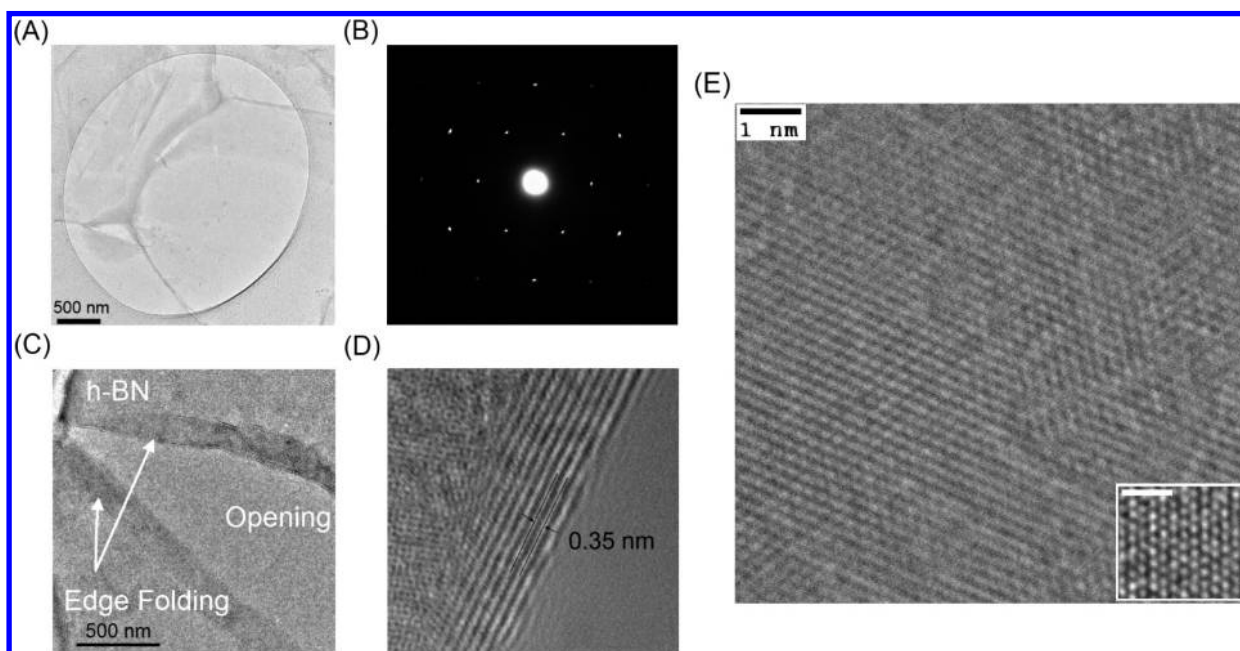 (A)
500 nm
(B)
(C)
h-BN
Opening
Edge Folding
500 nm
(D)
0.35 nm
(E)
1 nm